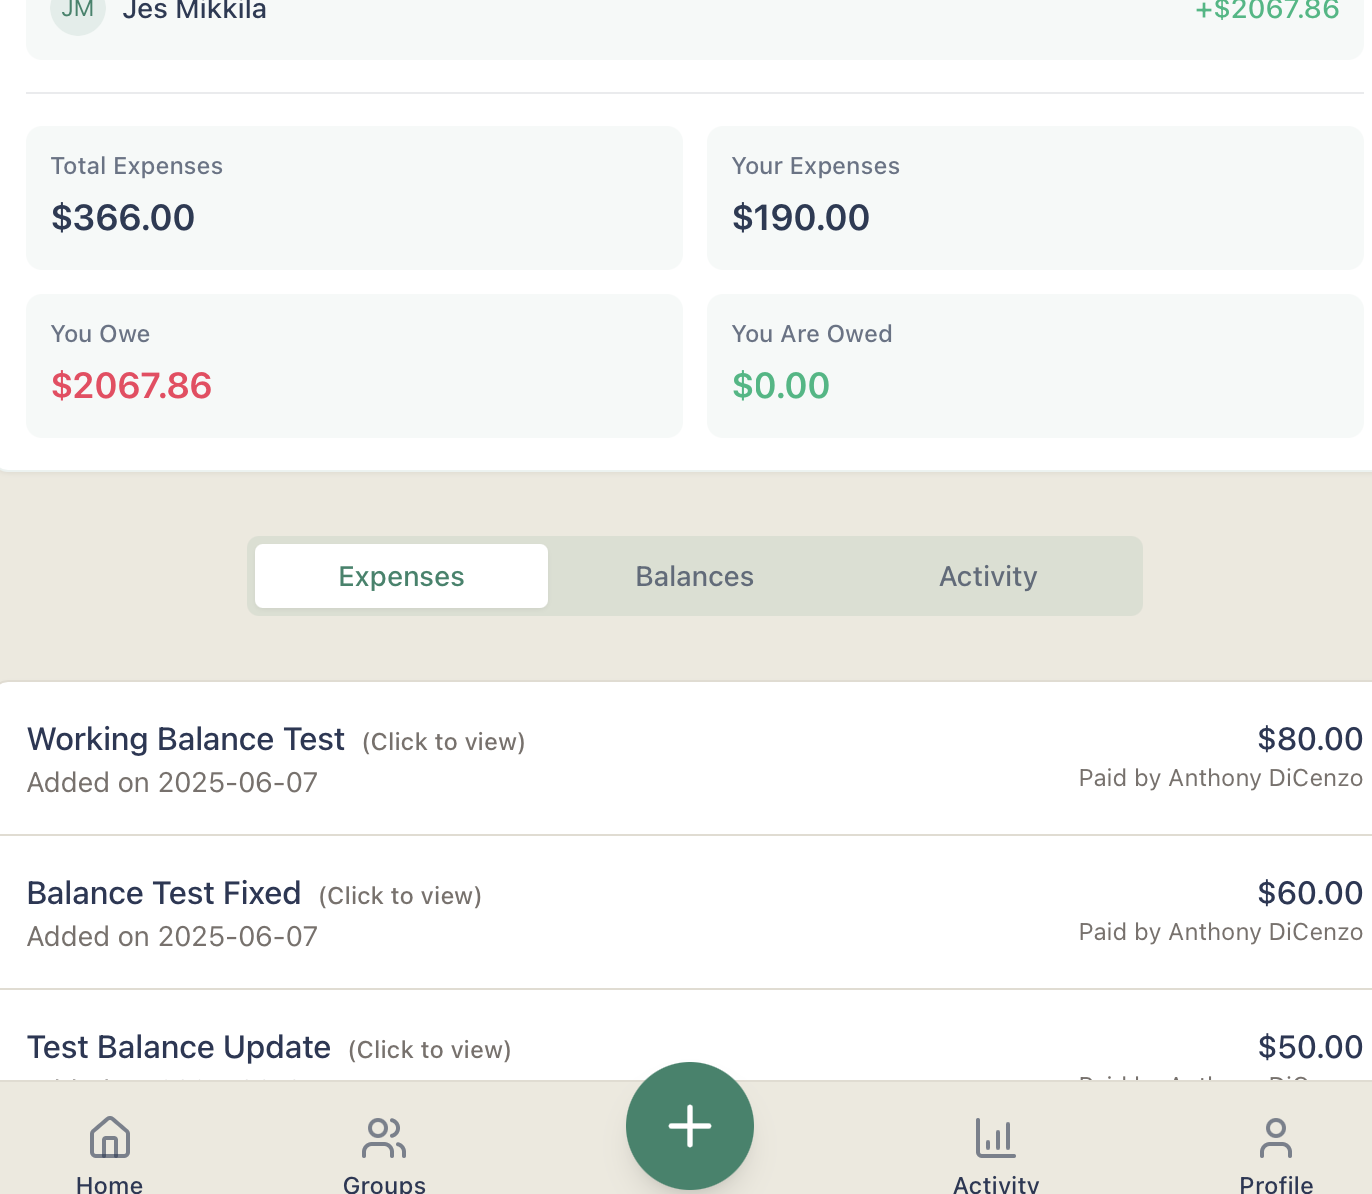 JM Jes Mikkila +$2067.86
Total Expenses
$366.00
Your Expenses
$190.00
You Owe
$2067.86
You Are Owed
$0.00
Expenses Balances Activity
Working Balance Test (Click to view) $80.00
Added on 2025-06-07 Paid by Anthony DiCenzo
Balance Test Fixed (Click to view) $60.00
Added on 2025-06-07 Paid by Anthony DiCenzo
Test Balance Update (Click to view) $50.00
Home Groups Activity Profile